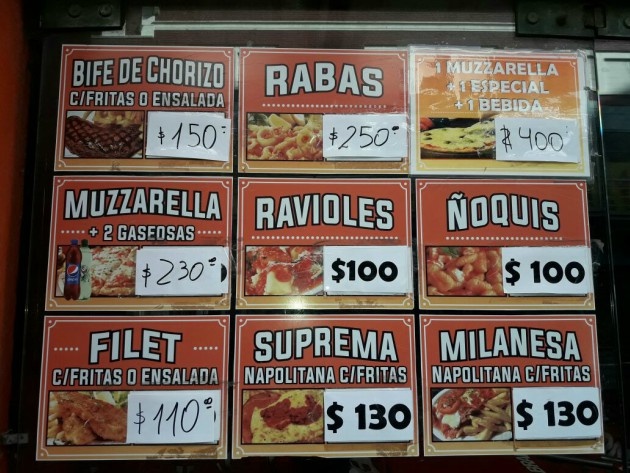 BIFE DE CHORIZO
C/FRITAS O ENSALADA
$150=
RABAS
$250=
1 MUZZARELLA
+1 ESPECIAL
+1 BEBIDA
$400
MUZZARELLA
+ 2 GASEOSAS
$230=
RAVIOLES
$100
ÑOQUIS
$100
FILET
C/FRITAS O ENSALADA
$110=
SUPREMA
NAPOLITANA C/FRITAS
$130
MILANESA
NAPOLITANA C/FRITAS
$130